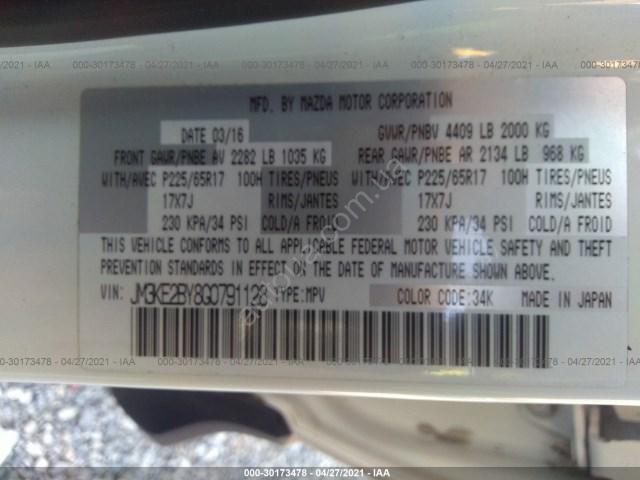 000-30173478 · 04/27/2021 - IAA
MFD. BY MAZDA MOTOR CORPORATION
DATE 03/16 GVWR/PNBV 4409 LB 2000 KG
FRONT GAWR/PNBE AV 2282 LB 1035 KG REAR GAWR/PNBE AR 2134 LB 968 KG
WITH/AVEC P225/65R17 100H TIRES/PNEUS WITH/AVEC P225/65R17 100H TIRES/PNEUS
17X7J RIMS/JANTES 17X7J RIMS/JANTES
230 KPA/34 PSI COLD/A FROID 230 KPA/34 PSI COLD/A FROID
THIS VEHICLE CONFORMS TO ALL APPLICABLE FEDERAL MOTOR VEHICLE SAFETY AND THEFT
PREVENTION STANDARDS IN EFFECT ON THE DATE OF MANUFACTURE SHOWN ABOVE.
VIN: JM3KE2BY8G0791128 TYPE:MPV COLOR CODE:34K MADE IN JAPAN
000-30173478 · 04/27/2021 - IAA
000-30173478 · 04/27/2021 - IAA